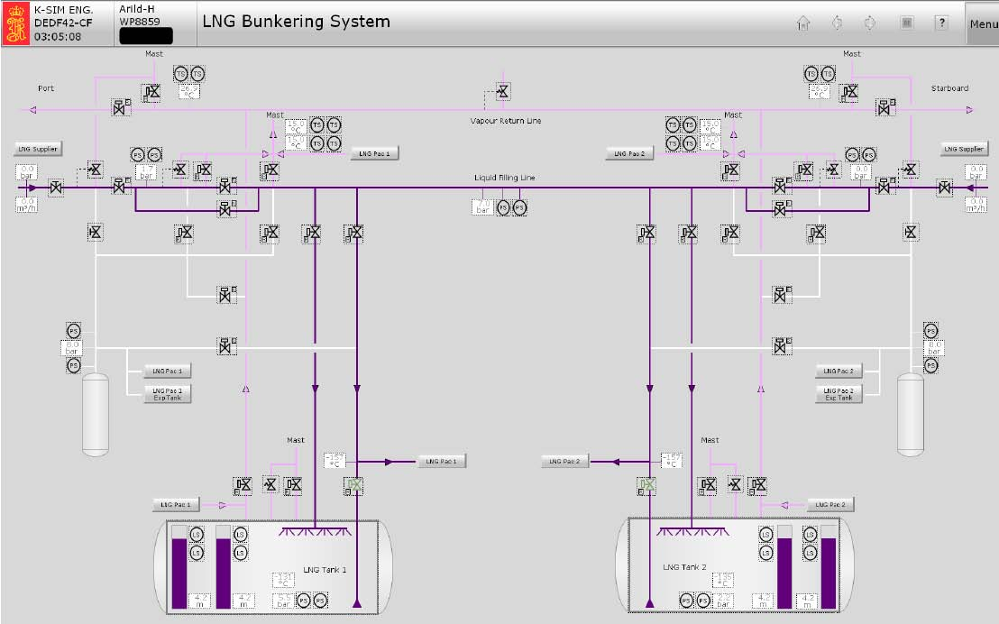 K-SIM ENG.
DEDF42-CF
03:05:08
Arild-H
WP8859
LNG Bunkering System
?
Menu
Mast
Mast
TS TS
TS TS
°C
°C
Port
Starboard
Vapour Return Line
Mast
Mast
TS TS
TS TS
15.0
°C
15.0
°C
TS TS
TS TS
°C
15.0
°C
LNG Supplier
LNG Supplier
PS PS
PS PS
LNG Pac 1
LNG Pac 2
0.0
bar
1.7
bar
0.0
bar
0.0
bar
Liquid Filling Line
0.0
m³/h
7.0
bar
PS PS
0.0
m³/h
PS
8.0
bar
PS
PS
8.0
bar
PS
LNG Pac 1
LNG Pac 1
Exp Tank
LNG Pac 2
LNG Pac 2
Exp Tank
Mast
Mast
-157
°C
LNG Pac 1
LNG Pac 2
-157
°C
LNG Pac 1
LNG Pac 2
LS
LS
LS
LS
LNG Tank 1
-131
°C
4.2
m
4.2
m
5.5
bar
PS PS
LS
LS
LS
LS
LNG Tank 2
-135
°C
PS PS
2.2
bar
4.2
m
4.2
m